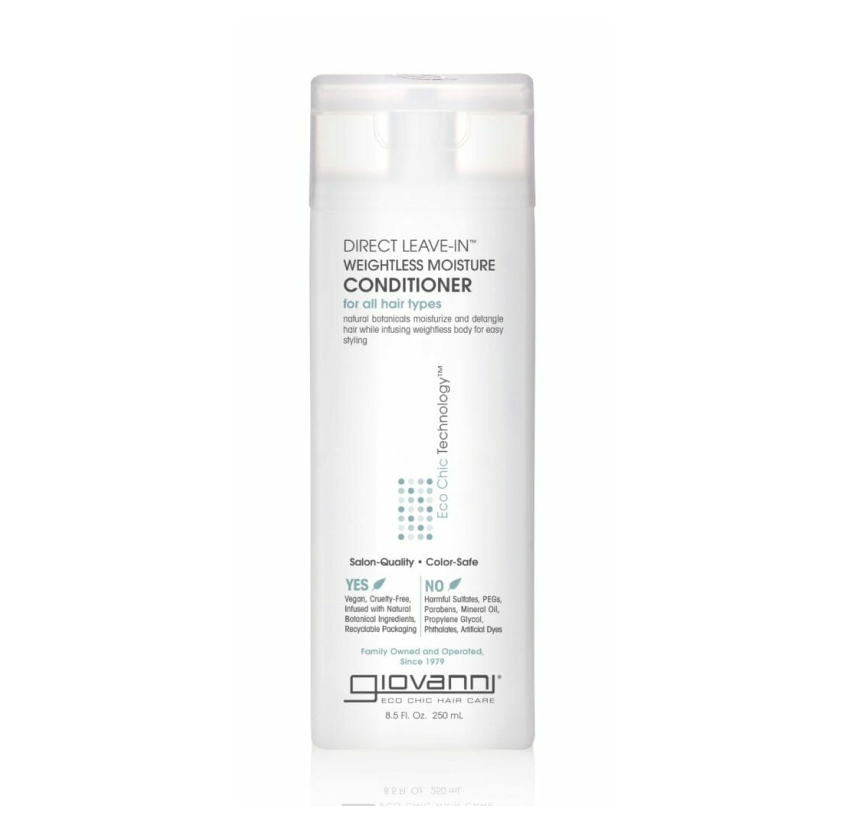 DIRECT LEAVE-IN™
WEIGHTLESS MOISTURE
CONDITIONER
for all hair types
natural botanicals moisturize and detangle
hair while infusing weightless body for easy
styling
Eco Chic Technology™
Salon-Quality • Color-Safe
YES
Vegan, Cruelty-Free,
Infused with Natural
Botanical Ingredients,
Recyclable Packaging
NO
Harmful Sulfates, PEGs,
Parabens, Mineral Oil,
Propylene Glycol,
Phthalates, Artificial Dyes
Family Owned and Operated,
Since 1979
giovanni®
ECO CHIC HAIR CARE
8.5 Fl. Oz. 250 mL